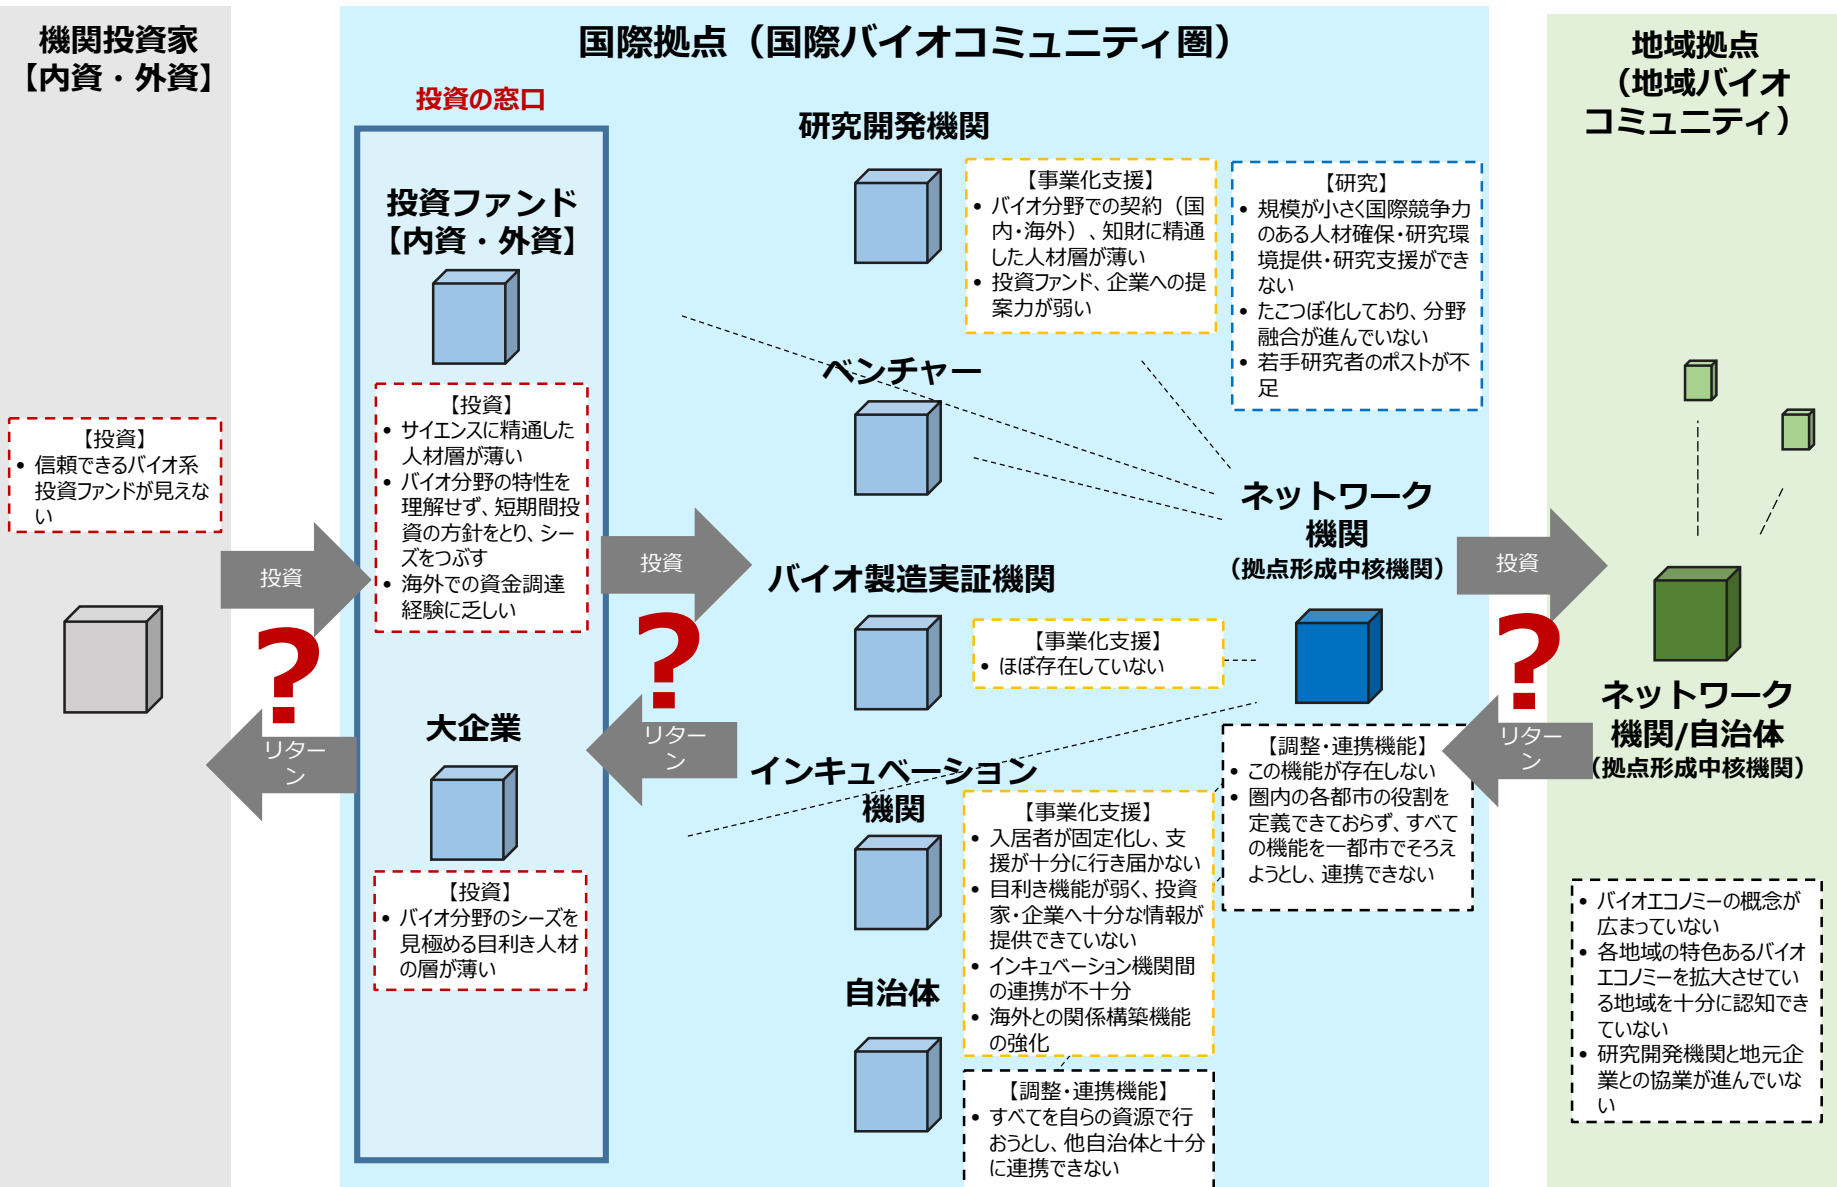 機関投資家
【内資・外資】
【投資】
• 信頼できるバイオ系
投資ファンドが見えな
い
投資
?
リター
ン
国際拠点（国際バイオコミュニティ圏）
投資の窓口
投資ファンド
【内資・外資】
【投資】
• サイエンスに精通した
人材層が薄い
• バイオ分野の特性を
理解せず、短期間投
資の方針をとり、シー
ズをつぶす
• 海外での資金調達
経験に乏しい
大企業
【投資】
• バイオ分野のシーズを
見極める目利き人材
の層が薄い
投資
?
リター
ン
研究開発機関
【事業化支援】
• バイオ分野での契約（国
内・海外）、知財に精通
した人材層が薄い
• 投資ファンド、企業への提
案力が弱い
【研究】
• 規模が小さく国際競争力
のある人材確保・研究環
境提供・研究支援ができ
ない
• たこつぼ化しており、分野
融合が進んでいない
• 若手研究者のポストが不
足
ベンチャー
バイオ製造実証機関
【事業化支援】
• ほぼ存在していない
インキュベーション
機関
【事業化支援】
• 入居者が固定化し、支
援が十分に行き届かない
• 目利き機能が弱く、投資
家・企業へ十分な情報が
提供できていない
• インキュベーション機関間
の連携が不十分
• 海外との関係構築機能
の強化
自治体
【調整・連携機能】
• すべてを自らの資源で行
おうとし、他自治体と十分
に連携できない
ネットワーク
機関
（拠点形成中核機関）
【調整・連携機能】
• この機能が存在しない
• 圏内の各都市の役割を
定義できておらず、すべて
の機能を一都市でそろえ
ようとし、連携できない
投資
?
リター
ン
地域拠点
（地域バイオ
コミュニティ）
ネットワーク
機関/自治体
（拠点形成中核機関）
• バイオエコノミーの概念が
広まっていない
• 各地域の特色あるバイオ
エコノミーを拡大させてい
る地域を十分に認知でき
ていない
• 研究開発機関と地元企
業との協業が進んでいな
い